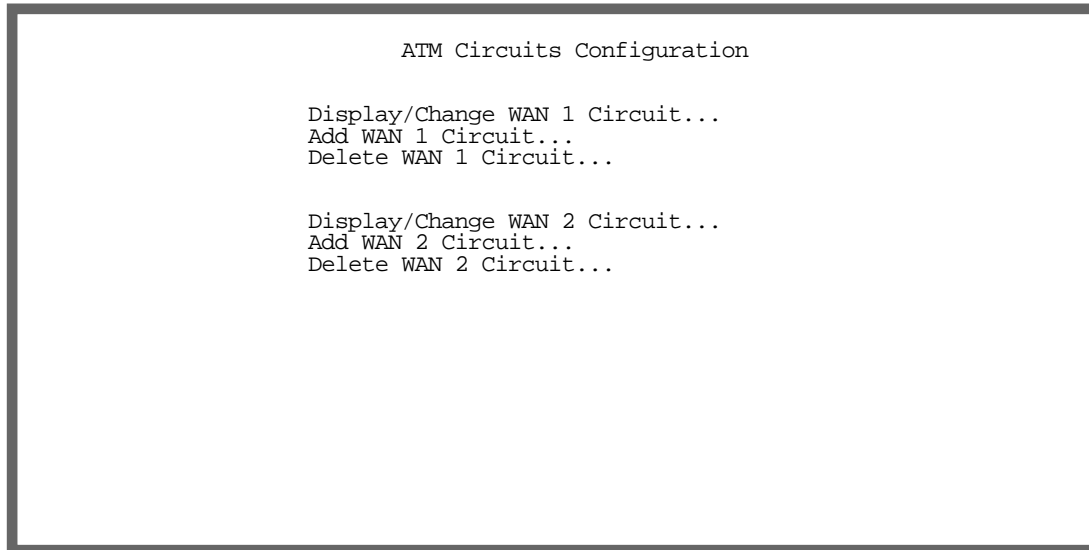 ATM Circuits Configuration
Display/Change WAN 1 Circuit...
Add WAN 1 Circuit...
Delete WAN 1 Circuit...
Display/Change WAN 2 Circuit...
Add WAN 2 Circuit...
Delete WAN 2 Circuit...